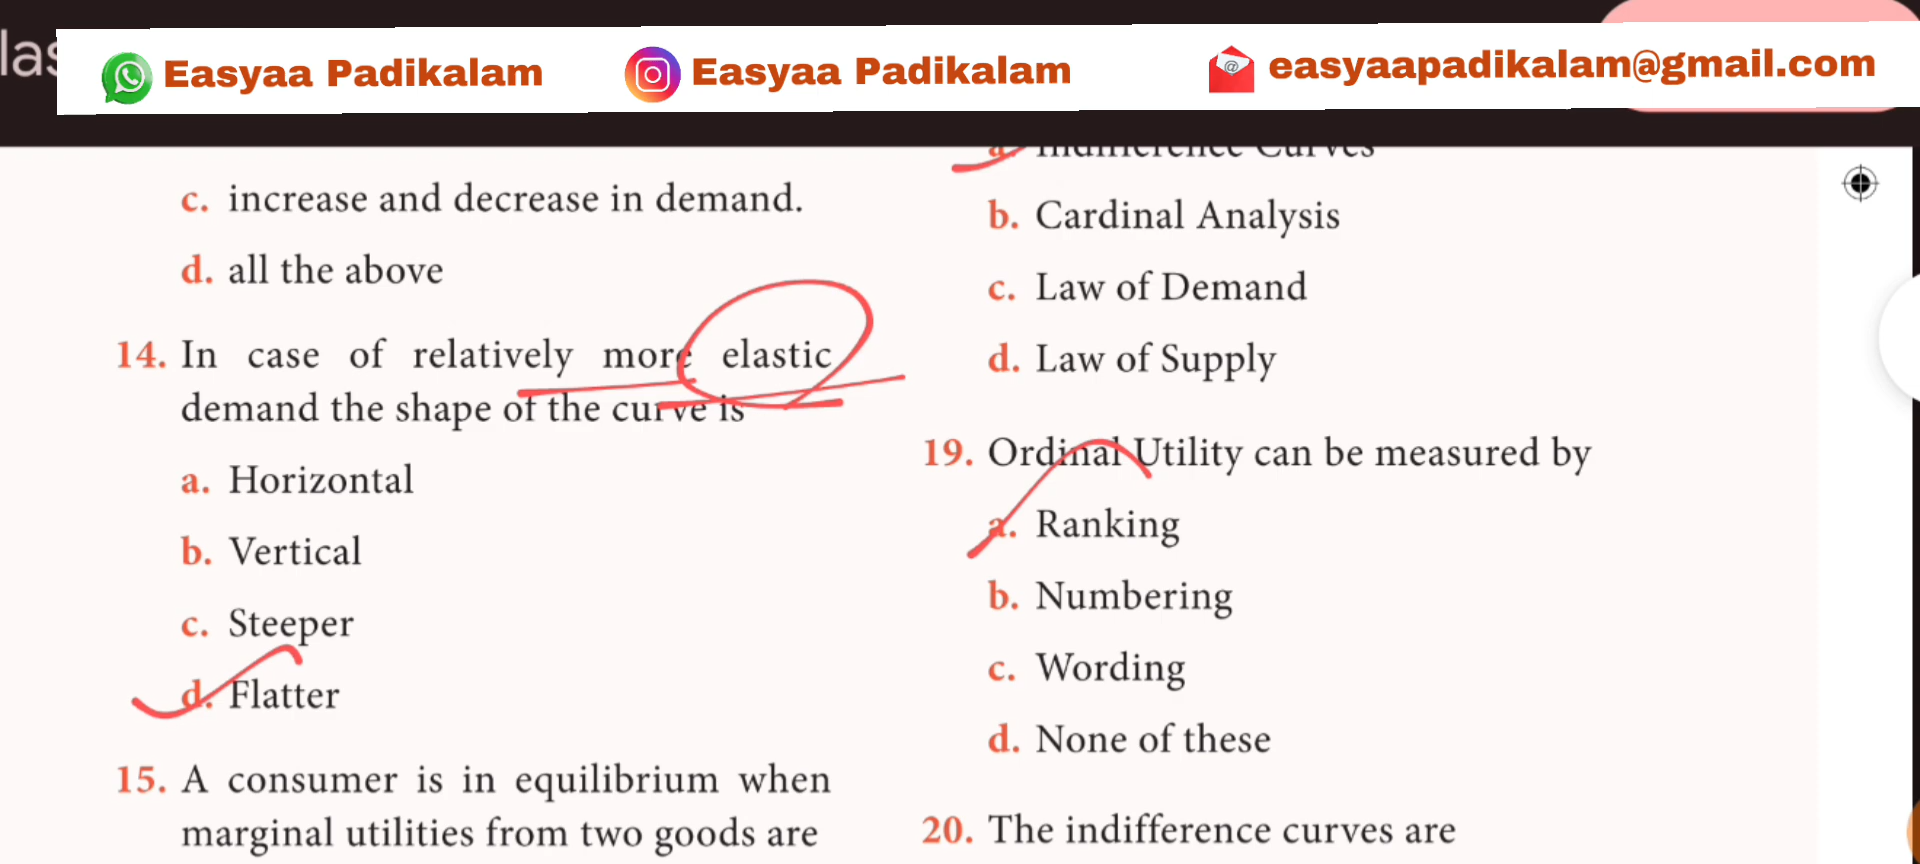 las
Easyaa Padikalam
Easyaa Padikalam
easyaapadikalam@gmail.com
c. increase and decrease in demand.
d. all the above
14. In case of relatively more elastic
demand the shape of the curve is
a. Horizontal
b. Vertical
c. Steeper
d. Flatter
15. A consumer is in equilibrium when
marginal utilities from two goods are
a. Indifference Curves
b. Cardinal Analysis
c. Law of Demand
d. Law of Supply
19. Ordinal Utility can be measured by
a. Ranking
b. Numbering
c. Wording
d. None of these
20. The indifference curves are